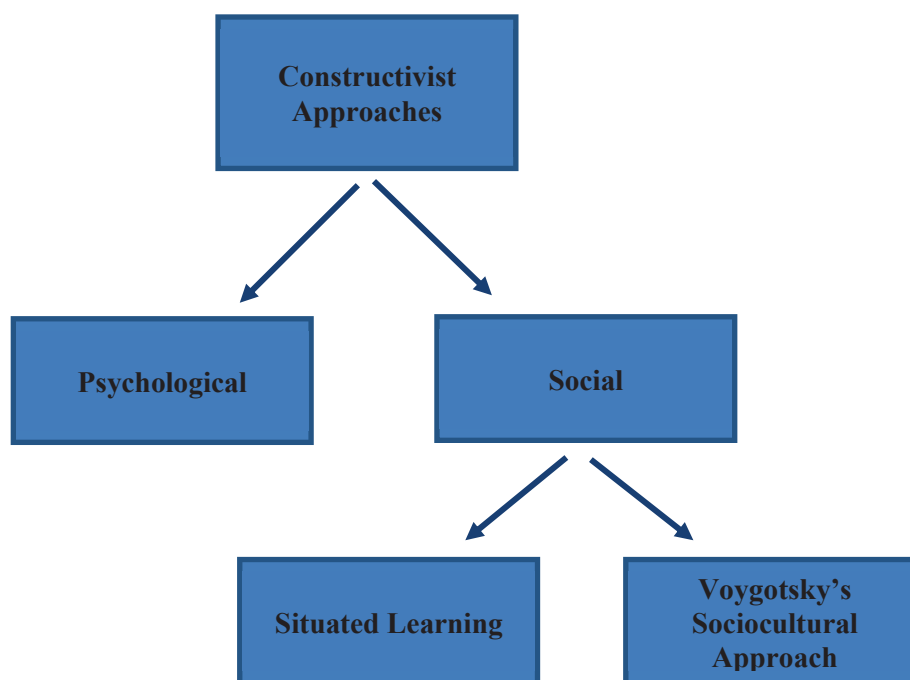 Constructivist
Approaches
Psychological
Social
Situated Learning
Voygotsky’s
Sociocultural
Approach